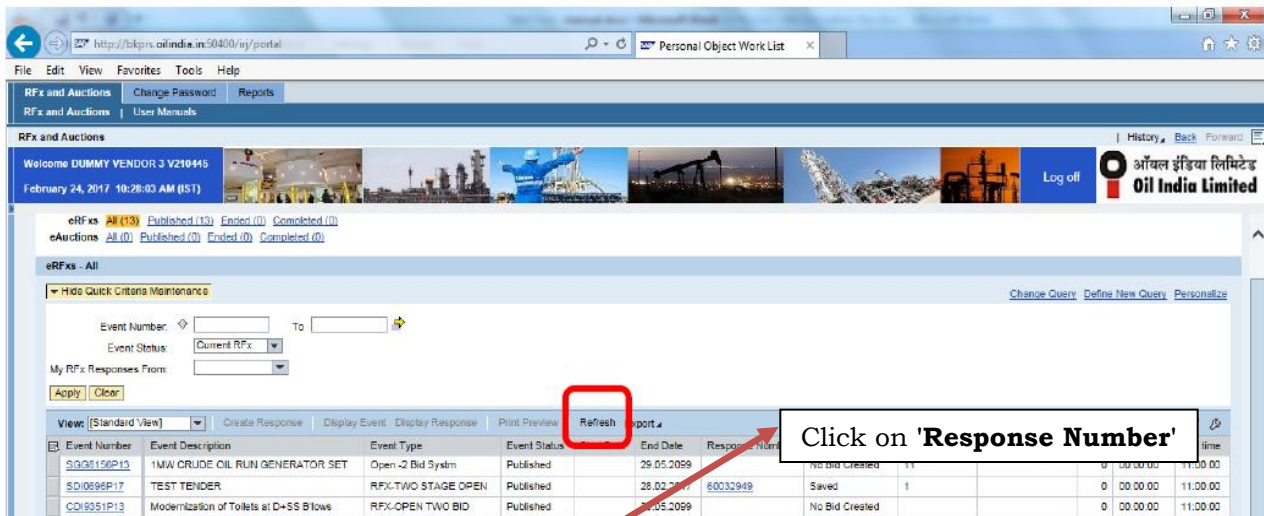 http://bkprs.oilindia.in:50400/irj/portal
Personal Object Work List
File Edit View Favorites Tools Help
RFx and Auctions Change Password Reports
RFx and Auctions | User Manuals
RFx and Auctions | History Back Forward
Welcome DUMMY VENDOR 3 V210445
February 24, 2017 10:28:03 AM (IST)
Log off
ऑयल इंडिया लिमिटेड
Oil India Limited
eRFxs All (13) Published (13) Ended (0) Completed (0)
eAuctions All (0) Published (0) Ended (0) Completed (0)
eRFxs - All
Hide Quick Criteria Maintenance Change Query Define New Query Personalize
Event Number: To
Event Status: Current RFx
My RFx Responses From:
Apply Clear
View: [Standard View] Create Response Display Event Display Response Print Preview Refresh Export
Click on 'Response Number'
Event Number Event Description Event Type Event Status End Date time
SGG6156P13 1MW CRUDE OIL RUN GENERATOR SET Open -2 Bid Systm Published 29.05.2099 No Bid Created 11 0 00:00:00 11:00:00
SDI0696P17 TEST TENDER RFX-TWO STAGE OPEN Published 28.02.2017 60032949 Saved 1 0 00:00:00 11:00:00
CDI9351P13 Modernization of Toilets at D+SS B'lows RFX-OPEN TWO BID Published .05.2099 No Bid Created 0 00:00:00 11:00:00